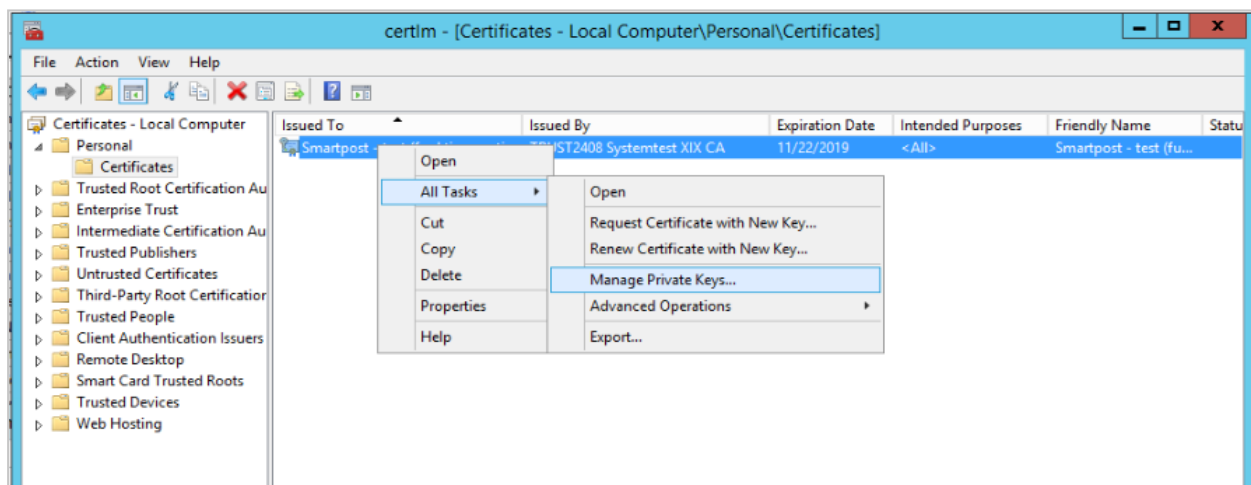 certlm - [Certificates - Local Computer\Personal\Certificates]
File Action View Help
Certificates - Local Computer
Personal
Certificates
Trusted Root Certification Au
Enterprise Trust
Intermediate Certification Au
Trusted Publishers
Untrusted Certificates
Third-Party Root Certification
Trusted People
Client Authentication Issuers
Remote Desktop
Smart Card Trusted Roots
Trusted Devices
Web Hosting
Issued To Issued By Expiration Date Intended Purposes Friendly Name Statu
Smartpost - TRUST2408 Systemtest XIX CA 11/22/2019 <All> Smartpost - test (fu...
Open
All Tasks
Cut
Copy
Delete
Properties
Help
Open
Request Certificate with New Key...
Renew Certificate with New Key...
Manage Private Keys...
Advanced Operations
Export...